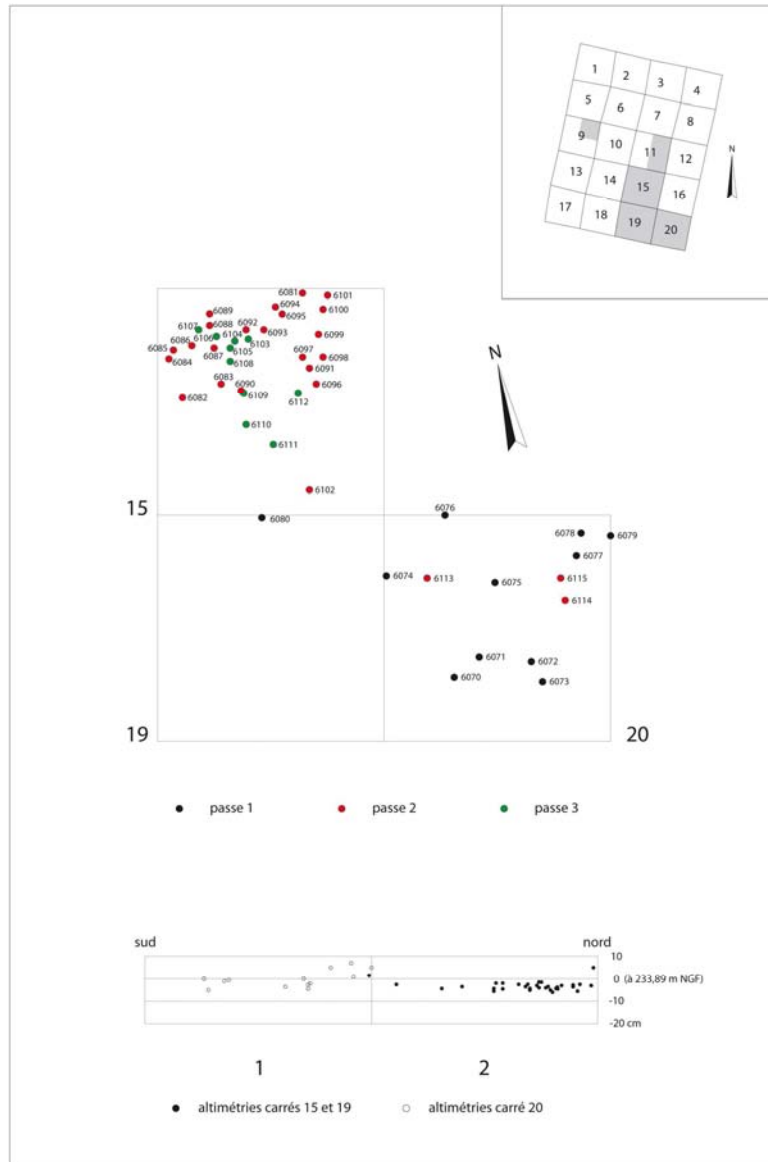 1 2 3 4
5 6 7 8
N
9 10 11 12
13 14 15 16
17 18 19 20
6081 6101
6094 6100
6089 6095
6107 6088 6092 6093 6099
6106 6104 6103
6086 6105 6097 6098
6085 6087
6084 6108 6091
6083 6090 6096
6082 6109 6112
6110
6111
N
6102
15
6080
6076
6078 6079
6077
6074 6113 6075 6115
6114
6071 6072
6070 6073
19 20
passe 1 passe 2 passe 3
sud nord
10
0 (à 233,89 m NGF)
-10
-20 cm
1 2
altimétries carrés 15 et 19 altimétries carré 20